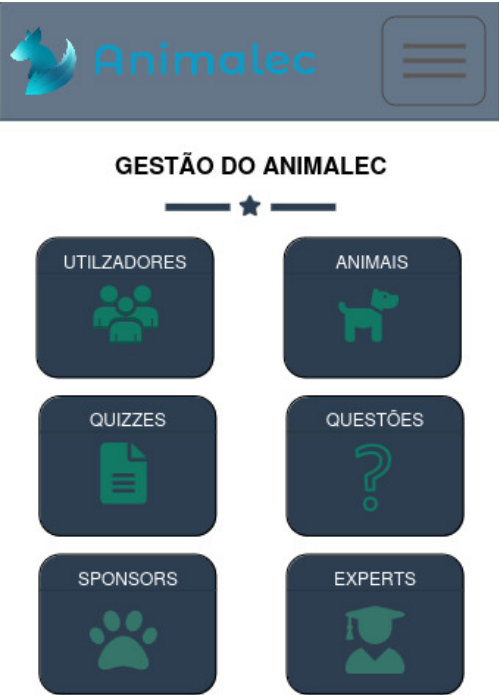 Animalec
GESTÃO DO ANIMALEC
UTILZADORES
ANIMAIS
QUIZZES
QUESTÕES
SPONSORS
EXPERTS